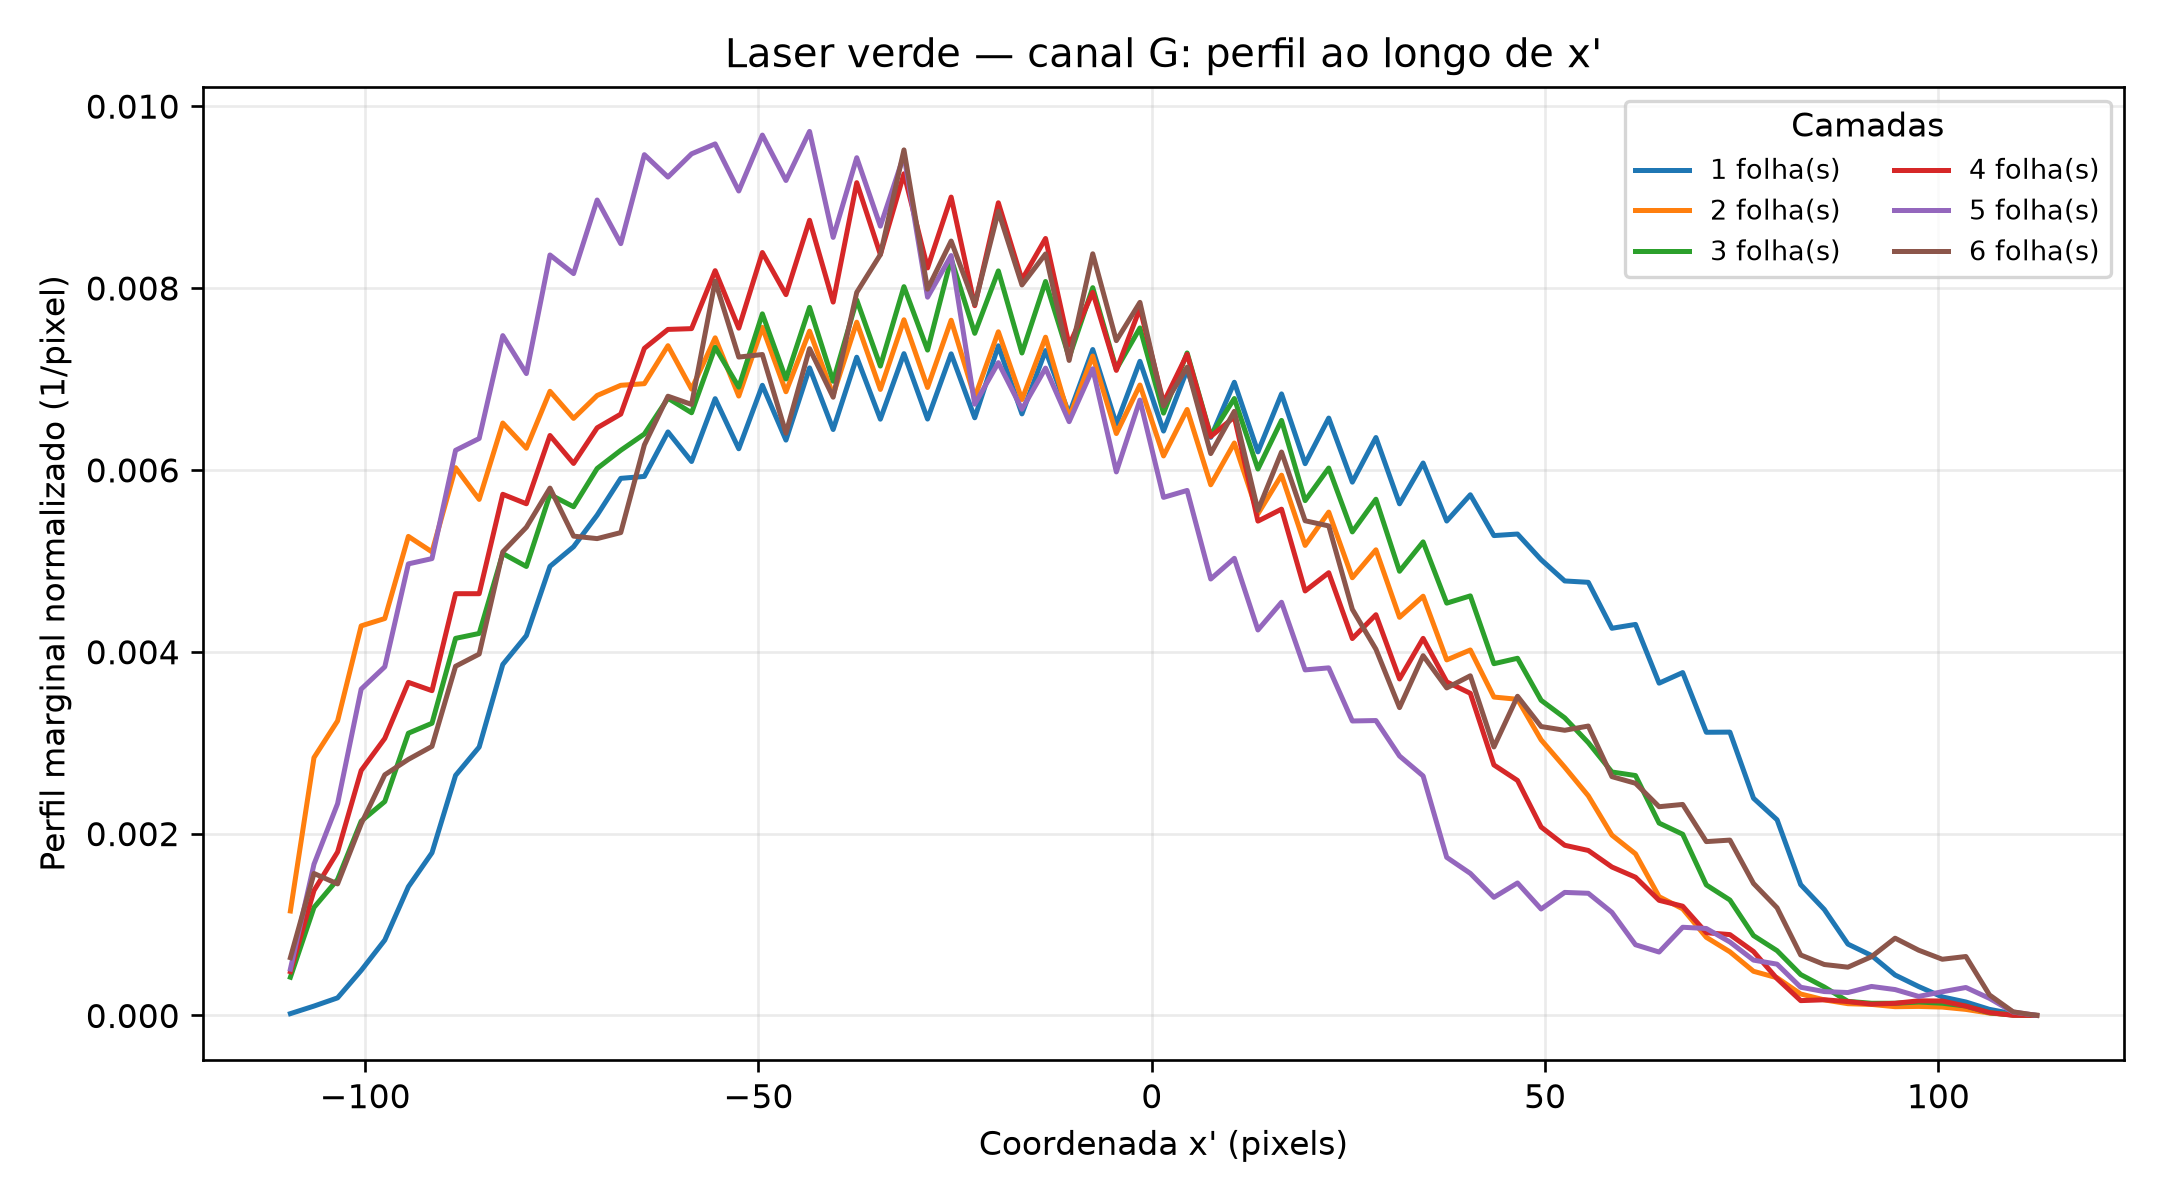 Laser verde — canal G: perfil ao longo de x'
Perfil marginal normalizado (1/pixel)
0.010
0.008
0.006
0.004
0.002
0.000
Camadas
1 folha(s) 4 folha(s)
2 folha(s) 5 folha(s)
3 folha(s) 6 folha(s)
−100 −50 0 50 100
Coordenada x' (pixels)